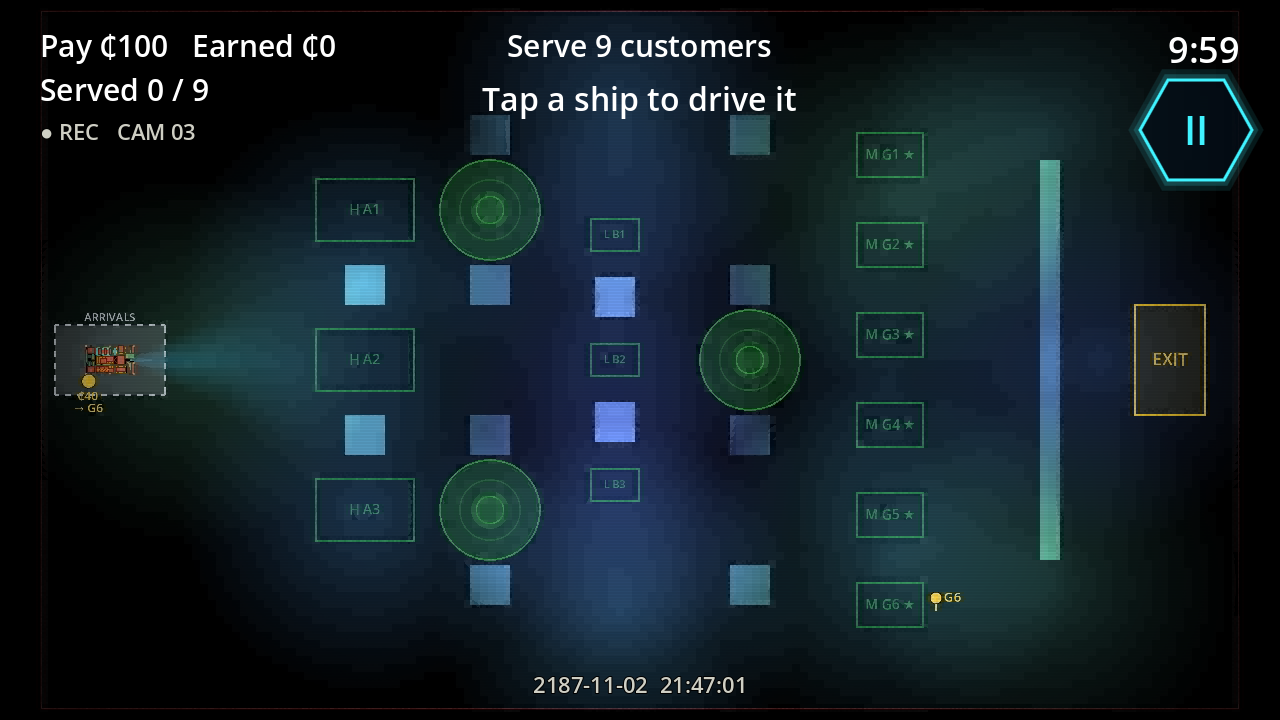 Pay ₵100 Earned ₵0
Serve 9 customers
9:59
Served 0 / 9
Tap a ship to drive it
● REC CAM 03
M G1 ★
H A1
L B1
M G2 ★
ARRIVALS
M G3 ★
H A2
L B2
EXIT
₵40
→ G6
M G4 ★
L B3
H A3
M G5 ★
M G6 ★
G6
2187-11-02 21:47:01